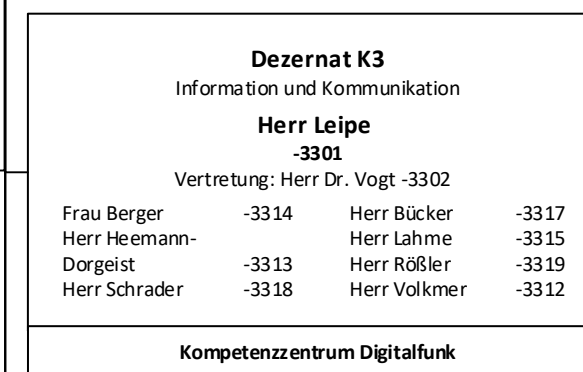 Dezernat K3
Information und Kommunikation
Herr Leipe
-3301
Vertretung: Herr Dr. Vogt -3302
Frau Berger -3314 Herr Bücker -3317
Herr Heemann- Herr Lahme -3315
Dorgeist -3313 Herr Rößler -3319
Herr Schrader -3318 Herr Volkmer -3312
Kompetenzzentrum Digitalfunk